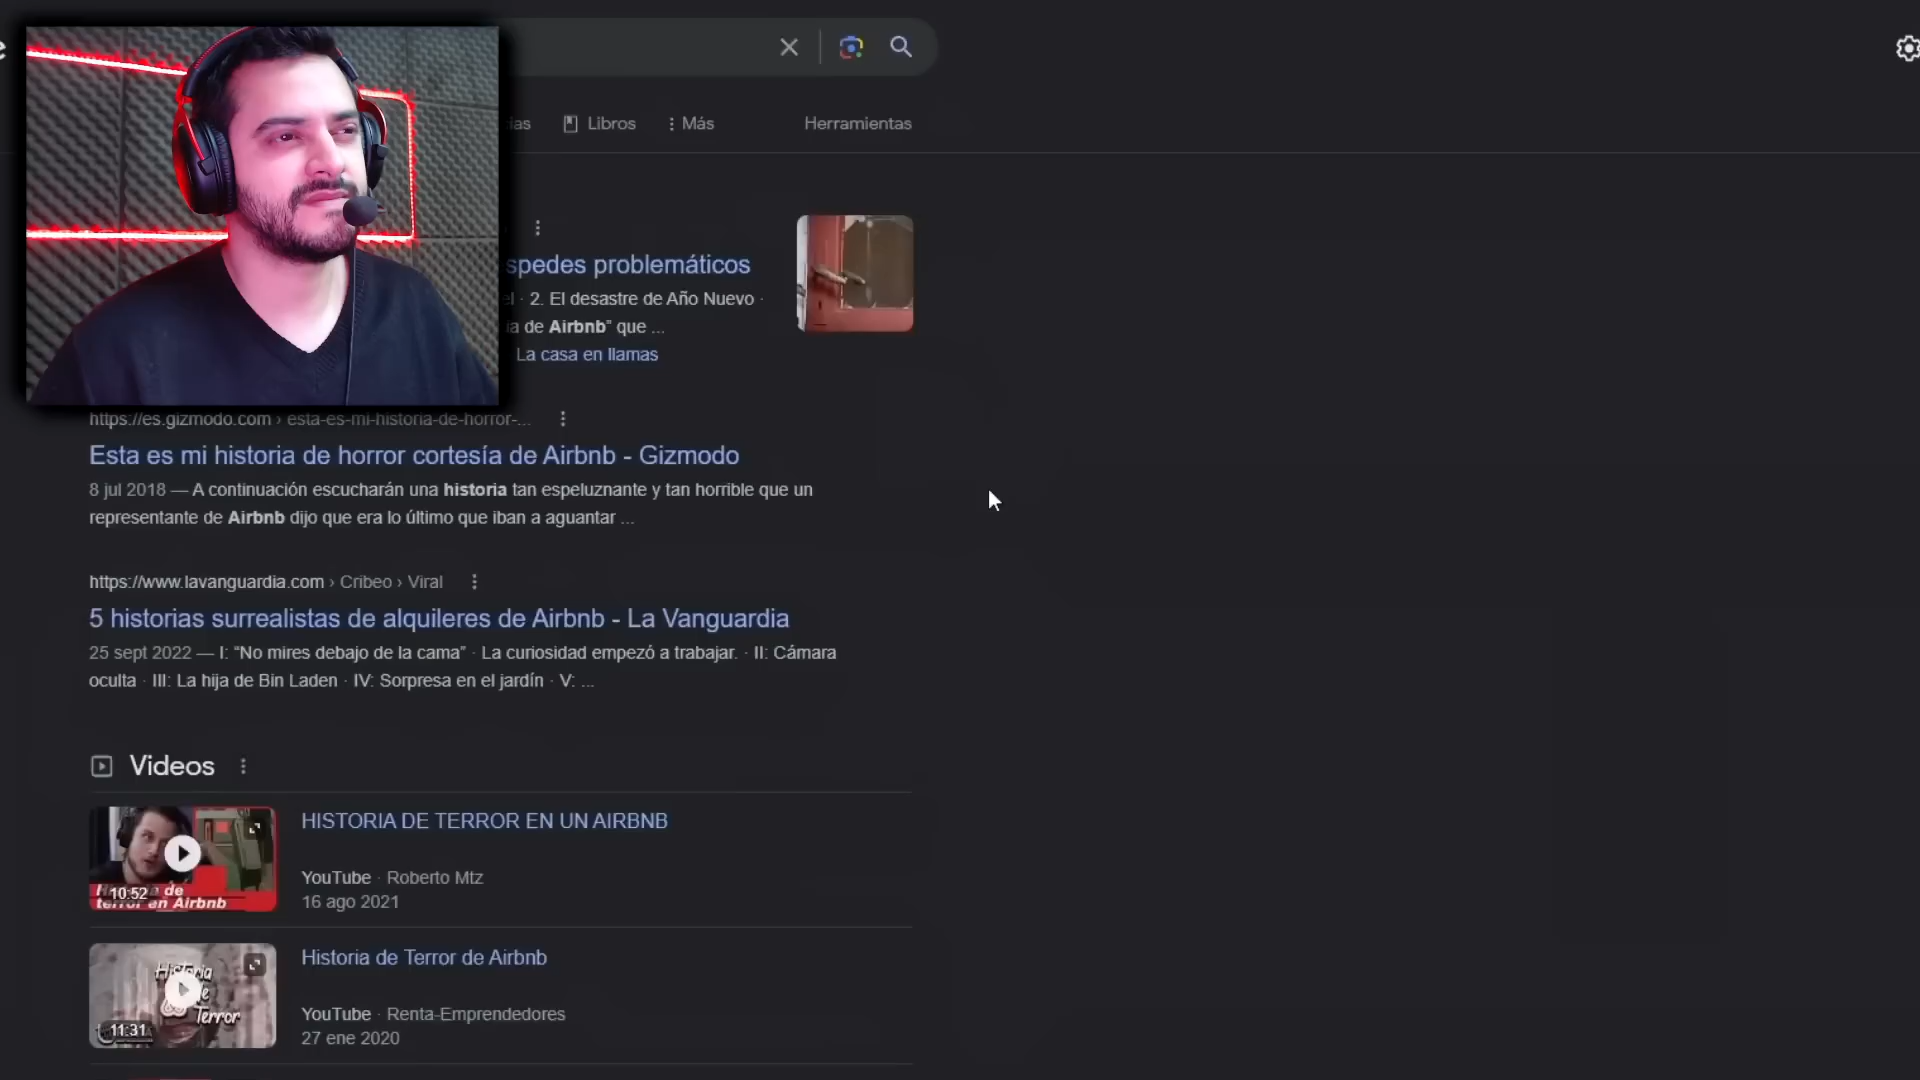 Libros
Más
Herramientas
spedes problemáticos
2. El desastre de Año Nuevo ·
de Airbnb" que ...
La casa en llamas
https://es.gizmodo.com › esta-es-mi-historia-de-horror-...
Esta es mi historia de horror cortesía de Airbnb - Gizmodo
8 jul 2018 — A continuación escucharán una historia tan espeluznante y tan horrible que un
representante de Airbnb dijo que era lo último que iban a aguantar ...
https://www.lavanguardia.com › Cribeo › Viral
5 historias surrealistas de alquileres de Airbnb - La Vanguardia
25 sept 2022 — I: “No mires debajo de la cama” · La curiosidad empezó a trabajar. · II: Cámara
oculta · III: La hija de Bin Laden · IV: Sorpresa en el jardín · V: ...
Videos
HISTORIA DE TERROR EN UN AIRBNB
YouTube · Roberto Mtz
16 ago 2021
10:52
de
terror en Airbnb
Historia de Terror de Airbnb
YouTube · Renta-Emprendedores
27 ene 2020
Historia
de
Terror
11:31